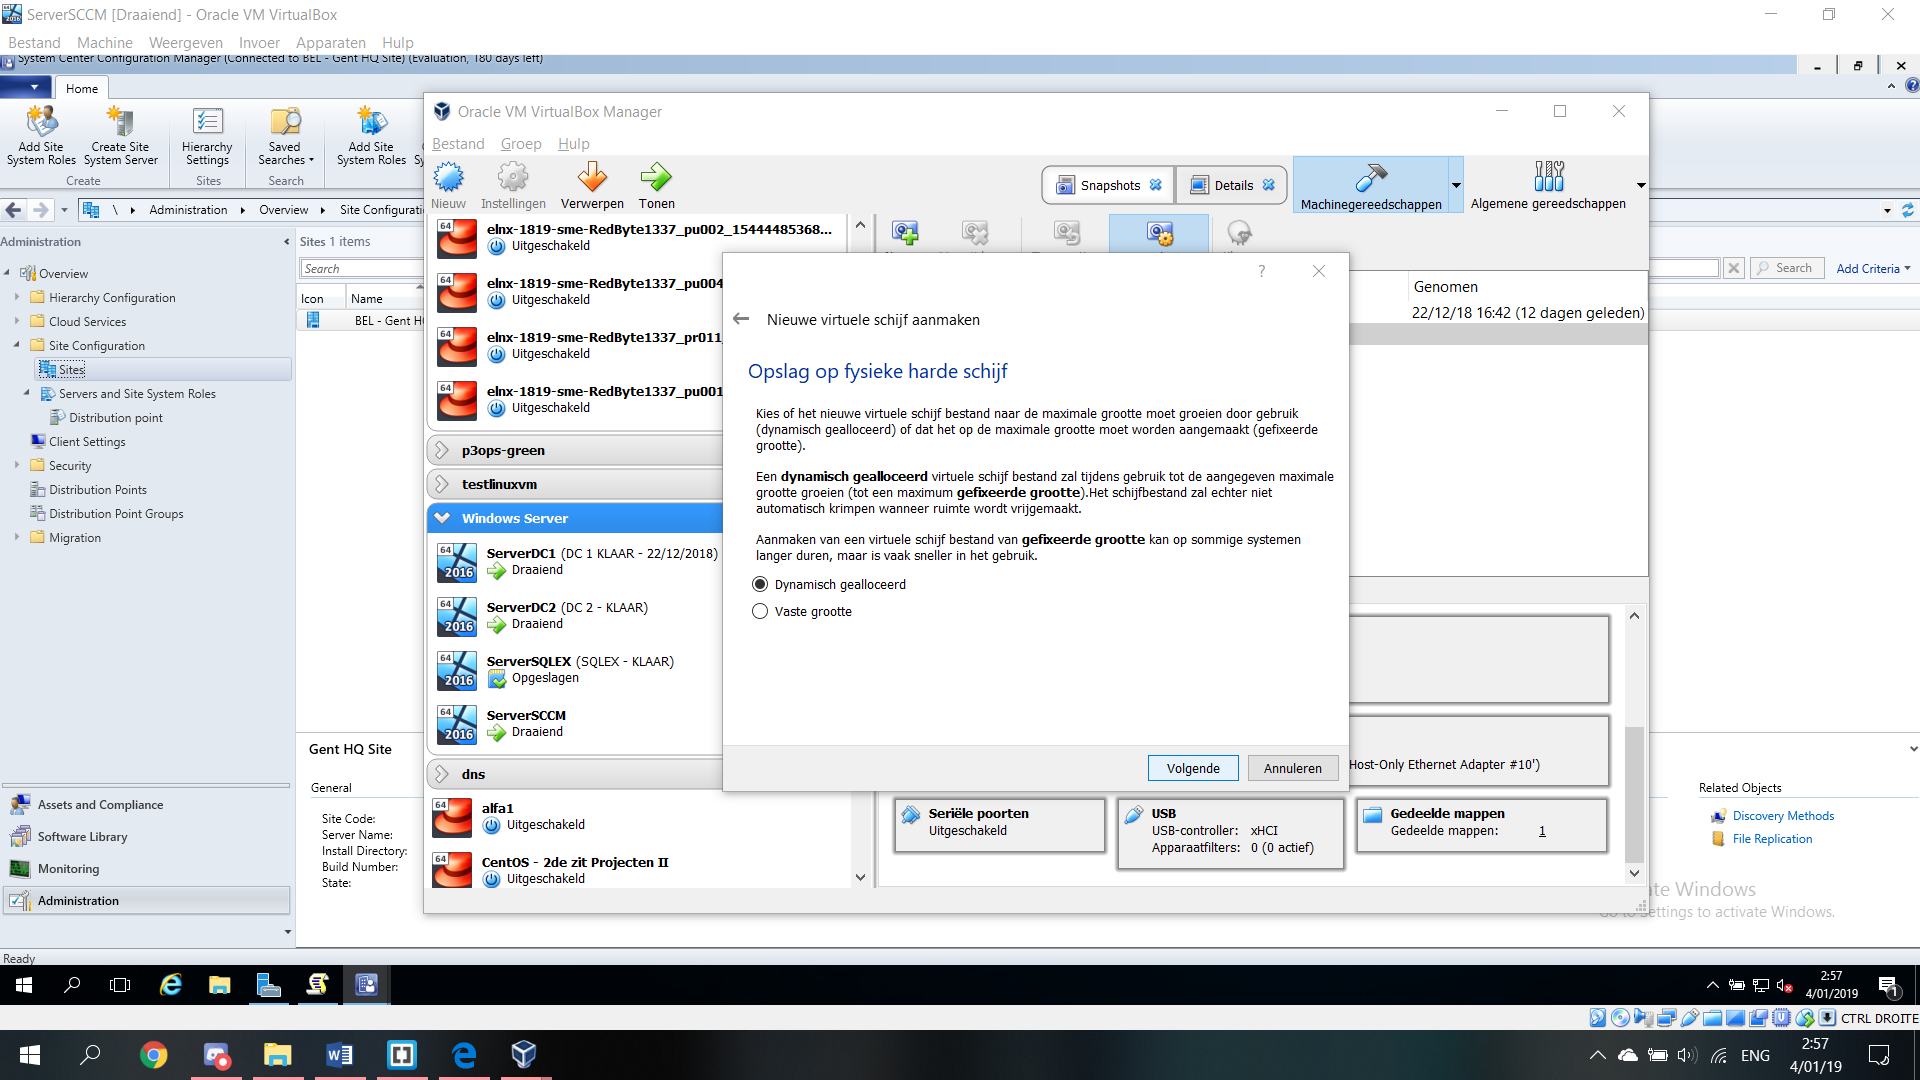 ServerSCCM [Draaiend] - Oracle VM VirtualBox
Bestand Machine Weergeven Invoer Apparaten Hulp
System Center Configuration Manager (Connected to BEL - Gent HQ Site) (Evaluation, 180 days left)
Home
Add Site System Roles
Create Site System Server
Hierarchy Settings
Saved Searches
Add Site System Roles
Create
Sites
Search
\ Administration Overview Site Configurati
Administration
Overview
Hierarchy Configuration
Cloud Services
Site Configuration
Sites
Servers and Site System Roles
Distribution point
Client Settings
Security
Distribution Points
Distribution Point Groups
Migration
Assets and Compliance
Software Library
Monitoring
Administration
Ready
Sites 1 items
Search
Icon Name
BEL - Gent H
Search
Add Criteria
Gent HQ Site
General
Site Code:
Server Name:
Install Directory:
Build Number:
State:
Related Objects
Discovery Methods
File Replication
te Windows
ettings to activate Windows.
Oracle VM VirtualBox Manager
Bestand Groep Hulp
Nieuw
Instellingen
Verwerpen
Tonen
Snapshots
Details
Machinegereedschappen
Algemene gereedschappen
64
elnx-1819-sme-RedByte1337_pu002_15444485368...
Uitgeschakeld
64
elnx-1819-sme-RedByte1337_pu004
Uitgeschakeld
64
elnx-1819-sme-RedByte1337_pr011
Uitgeschakeld
64
elnx-1819-sme-RedByte1337_pu001
Uitgeschakeld
p3ops-green
testlinuxvm
Windows Server
64 2016
ServerDC1 (DC 1 KLAAR - 22/12/2018)
Draaiend
64 2016
ServerDC2 (DC 2 - KLAAR)
Draaiend
64 2016
ServerSQLEX (SQLEX - KLAAR)
Opgeslagen
64 2016
ServerSCCM
Draaiend
dns
64
alfa1
Uitgeschakeld
64
CentOS - 2de zit Projecten II
Uitgeschakeld
Genomen
22/12/18 16:42 (12 dagen geleden)
Host-Only Ethernet Adapter #10')
Seriële poorten
Uitgeschakeld
USB
USB-controller: xHCI
Apparaatfilters: 0 (0 actief)
Gedeelde mappen
Gedeelde mappen: 1
?
Nieuwe virtuele schijf aanmaken
Opslag op fysieke harde schijf
Kies of het nieuwe virtuele schijf bestand naar de maximale grootte moet groeien door gebruik
(dynamisch gealloceerd) of dat het op de maximale grootte moet worden aangemaakt (gefixeerde
grootte).
Een dynamisch gealloceerd virtuele schijf bestand zal tijdens gebruik tot de aangegeven maximale
grootte groeien (tot een maximum gefixeerde grootte).Het schijfbestand zal echter niet
automatisch krimpen wanneer ruimte wordt vrijgemaakt.
Aanmaken van een virtuele schijf bestand van gefixeerde grootte kan op sommige systemen
langer duren, maar is vaak sneller in het gebruik.
Dynamisch gealloceerd
Vaste grootte
Volgende
Annuleren
2:57
4/01/2019
1
CTRL DROITE
ENG
2:57
4/01/19